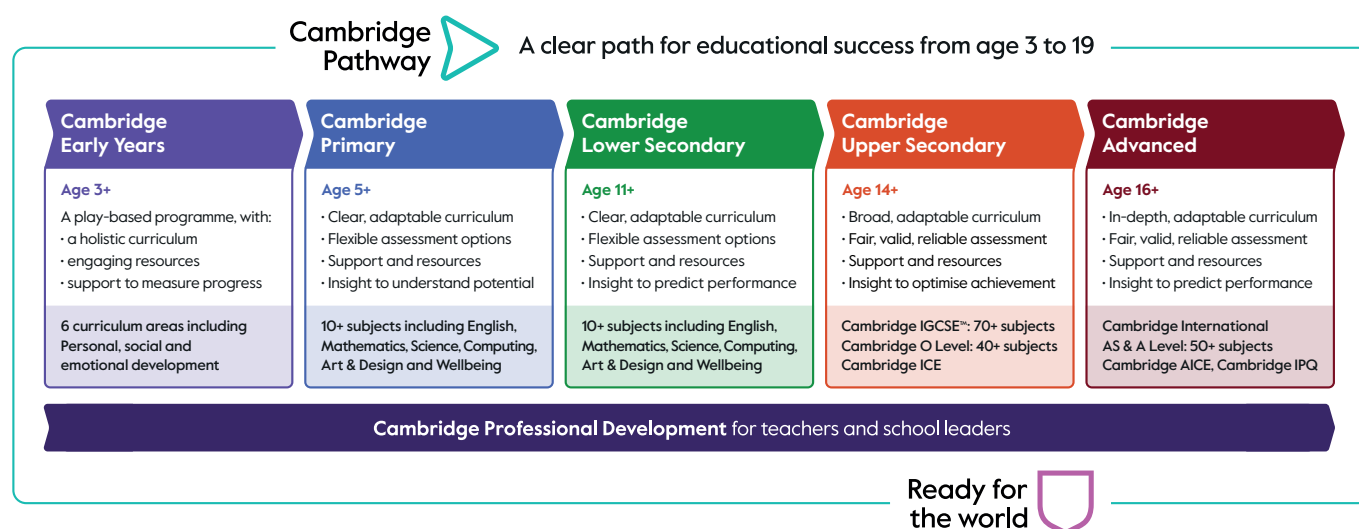 Cambridge
Pathway
A clear path for educational success from age 3 to 19
Cambridge
Early Years
Age 3+
A play-based programme, with:
· a holistic curriculum
· engaging resources
· support to measure progress
6 curriculum areas including
Personal, social and
emotional development
Cambridge
Primary
Age 5+
· Clear, adaptable curriculum
· Flexible assessment options
· Support and resources
· Insight to understand potential
10+ subjects including English,
Mathematics, Science, Computing,
Art & Design and Wellbeing
Cambridge
Lower Secondary
Age 11+
· Clear, adaptable curriculum
· Flexible assessment options
· Support and resources
· Insight to predict performance
10+ subjects including English,
Mathematics, Science, Computing,
Art & Design and Wellbeing
Cambridge
Upper Secondary
Age 14+
· Broad, adaptable curriculum
· Fair, valid, reliable assessment
· Support and resources
· Insight to optimise achievement
Cambridge IGCSE™: 70+ subjects
Cambridge O Level: 40+ subjects
Cambridge ICE
Cambridge
Advanced
Age 16+
· In-depth, adaptable curriculum
· Fair, valid, reliable assessment
· Support and resources
· Insight to predict performance
Cambridge International
AS & A Level: 50+ subjects
Cambridge AICE, Cambridge IPQ
Cambridge Professional Development for teachers and school leaders
Ready for
the world